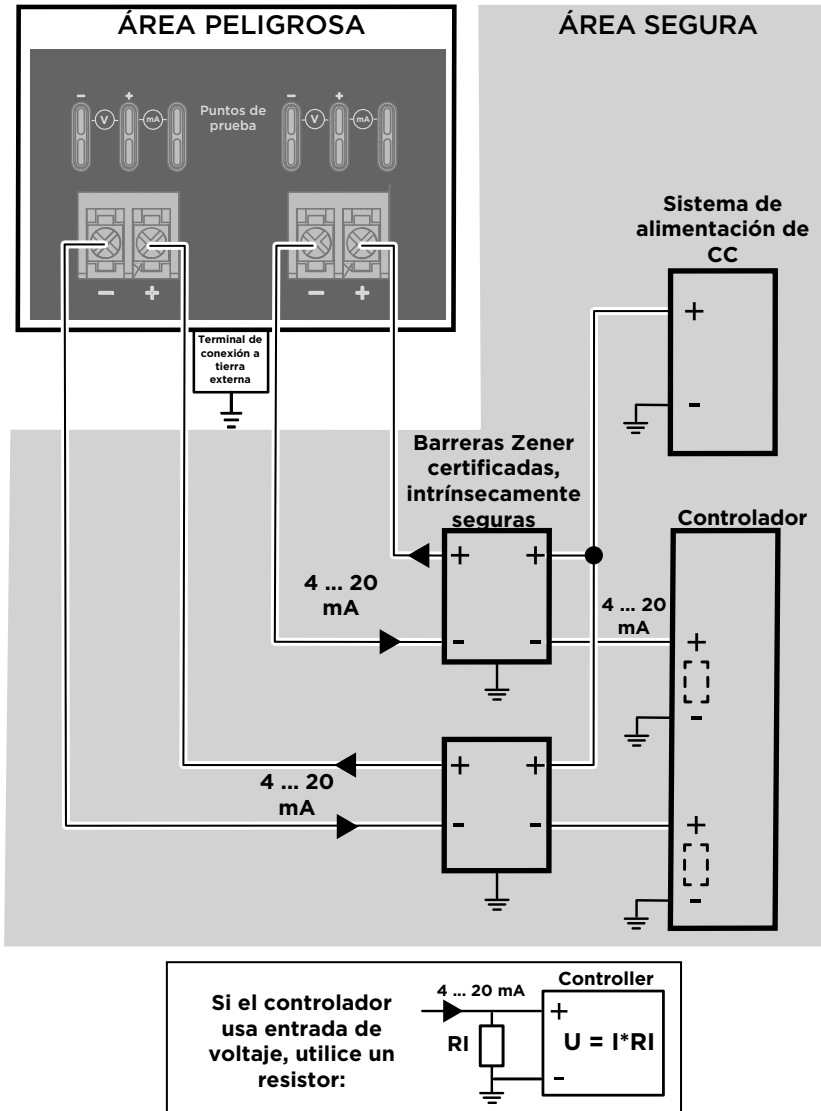 ÁREA PELIGROSA
ÁREA SEGURA
- +
V mA
Puntos de
prueba
- +
V mA
- +
- +
Terminal de
conexión a
tierra
externa
Sistema de
alimentación de
CC
+
-
Barreras Zener
certificadas,
intrínsecamente
seguras
Controlador
+ +
- -
4 ... 20
mA
4 ... 20
mA
+
-
+ +
- -
4 ... 20
mA
+
-
Si el controlador
usa entrada de
voltaje, utilice un
resistor:
4 ... 20 mA
RI
Controller
+
U = I*RI
-